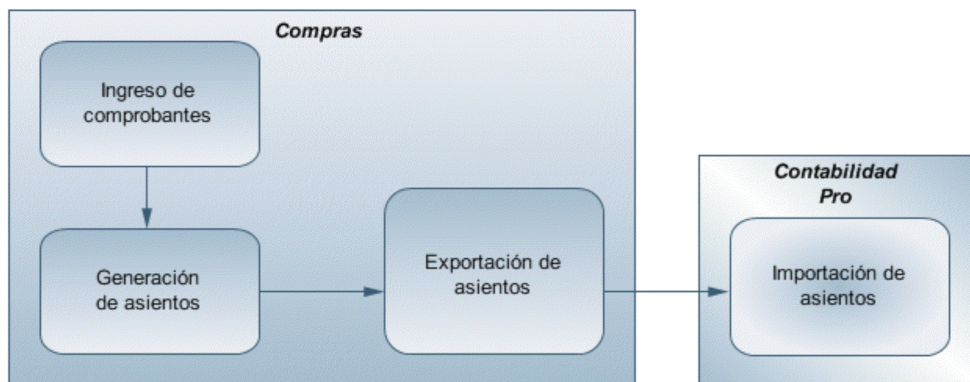 Compras
Ingreso de
comprobantes
Generación
de asientos
Exportación de
asientos
Contabilidad
Pro
Importación de
asientos